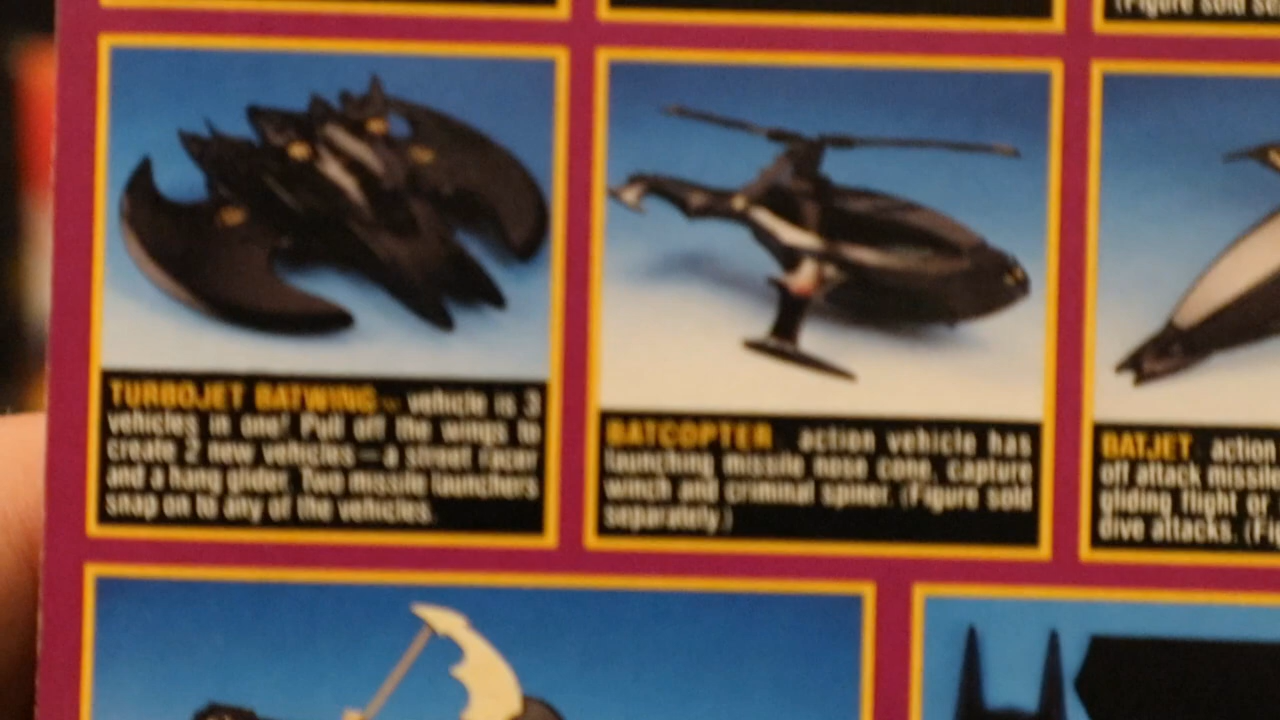 (Figure sold se
TURBOJET BATWING™ vehicle is 3
vehicles in one! Pull off the wings to
create 2 new vehicles—a street racer
and a hang glider. Two missile launchers
snap on to any of the vehicles.
BATCOPTER action vehicle has
launching missile nose cone, capture
winch and criminal spiner. (Figure sold
separately.)
BATJET action
off attack missile
gliding flight or
dive attacks. (Fig